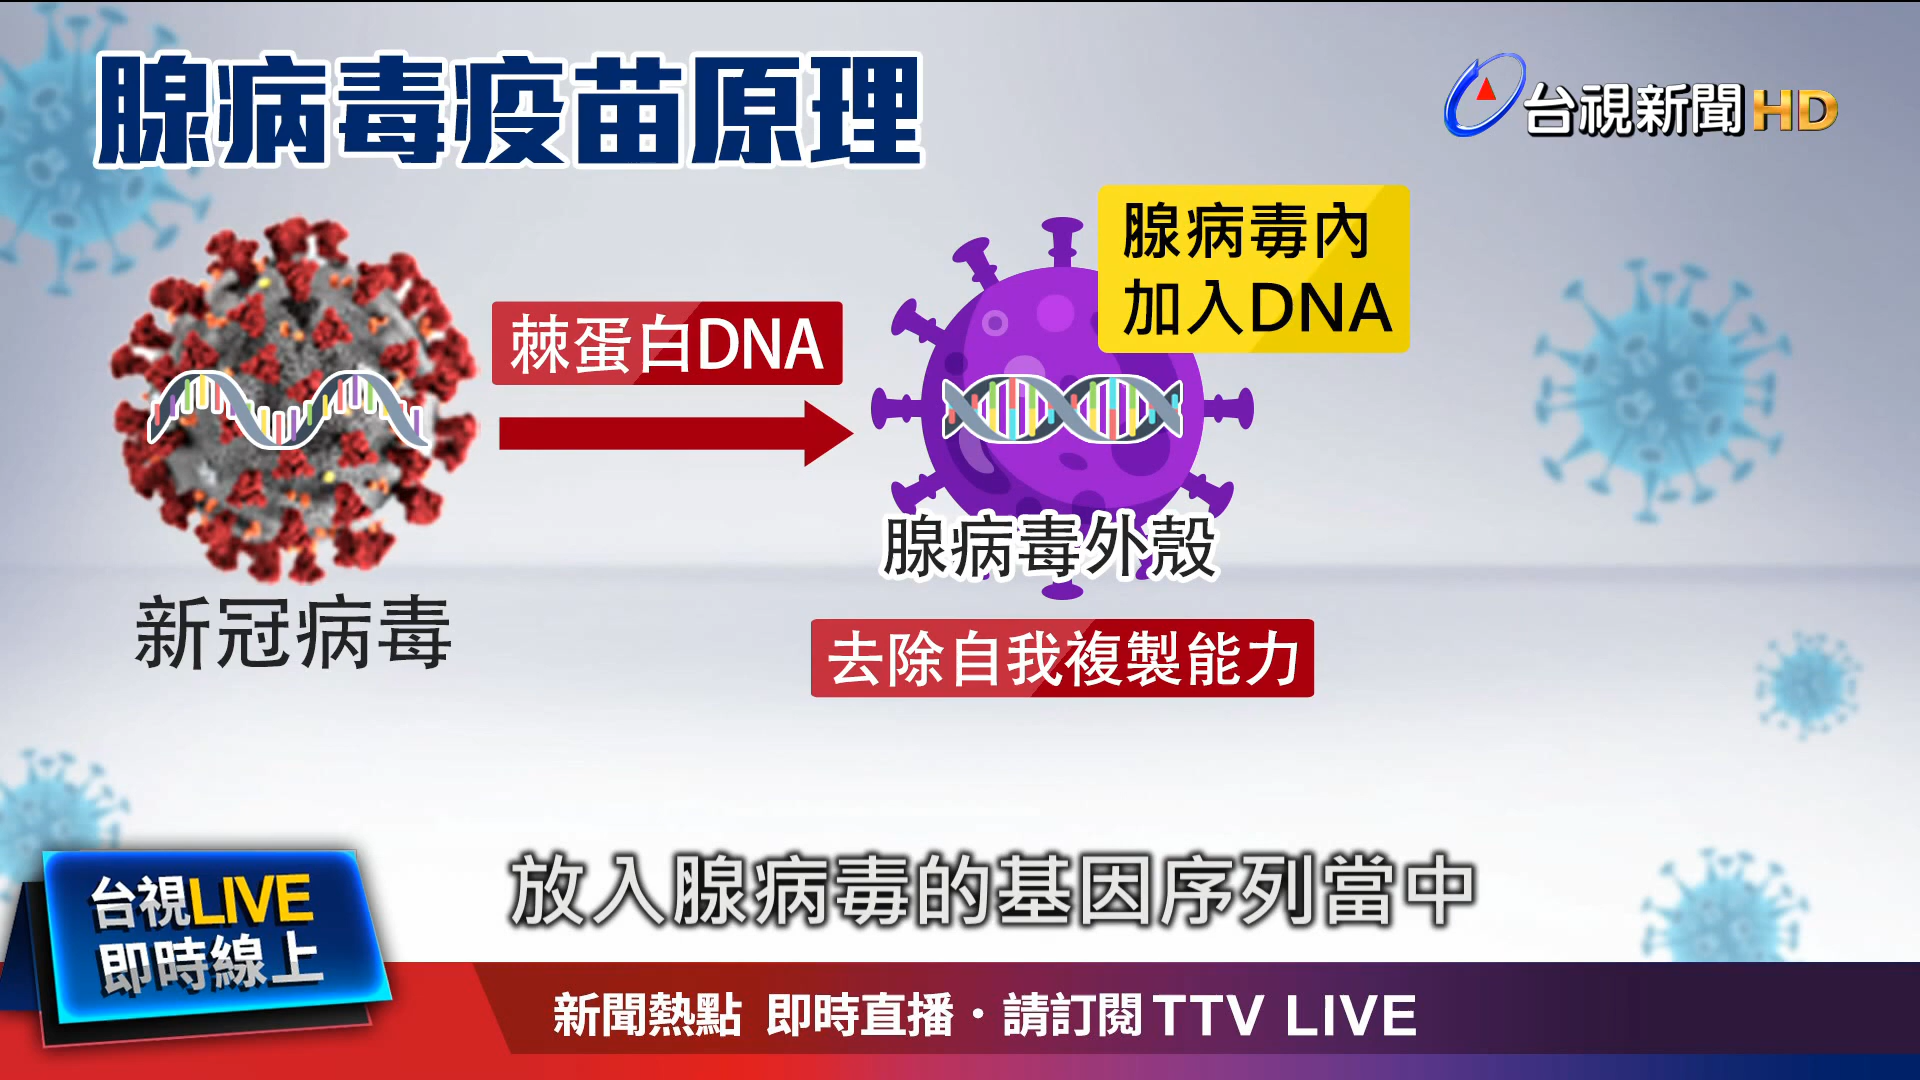 腺病毒疫苗原理
台視新聞HD
腺病毒內
加入DNA
棘蛋白DNA
腺病毒外殼
新冠病毒
去除自我複製能力
放入腺病毒的基因序列當中
台視LIVE
即時線上
新聞熱點 即時直播・請訂閱TTV LIVE